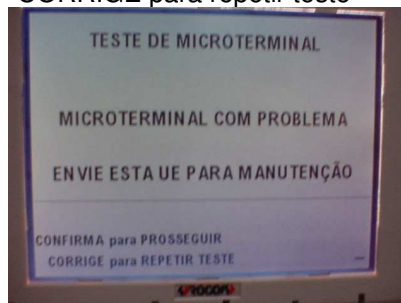 CORRIGE para repetir teste
TESTE DE MICROTERMINAL
MICROTERMINAL COM PROBLEMA
ENVIE ESTA UE PARA MANUTENÇÃO
CONFIRMA para PROSSEGUIR
CORRIGE para REPETIR TESTE